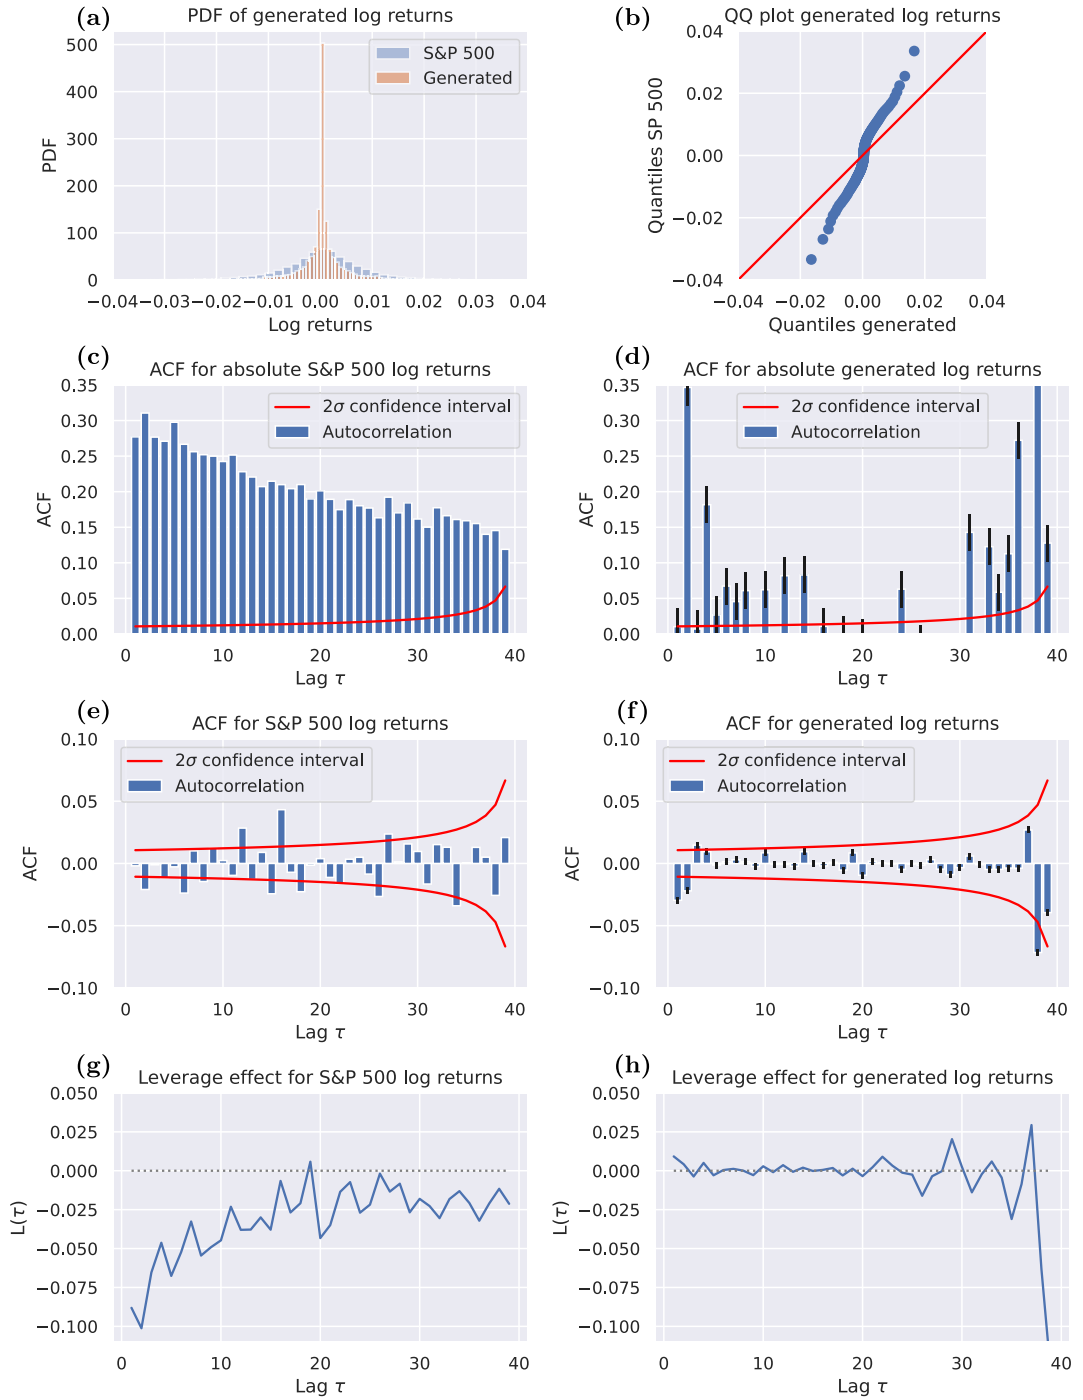 (a) PDF of generated log returns
S&P 500
Generated
500
400
300
200
100
0
PDF
−0.04 −0.03 −0.01 0.00 0.01 0.03 0.04
Log returns
(b) QQ plot generated log returns
0.04
0.02
0.00
−0.02
−0.04
Quantiles SP 500
−0.04 −0.02 0.00 0.02 0.04
Quantiles generated
(c) ACF for absolute S&P 500 log returns
2σ confidence interval
Autocorrelation
0.35
0.30
0.25
0.20
0.15
0.10
0.05
0.00
ACF
0 10 20 30 40
Lag τ
(d) ACF for absolute generated log returns
2σ confidence interval
Autocorrelation
0.35
0.30
0.25
0.20
0.15
0.10
0.05
0.00
ACF
0 10 20 30 40
Lag τ
(e) ACF for S&P 500 log returns
2σ confidence interval
Autocorrelation
0.10
0.05
0.00
−0.05
−0.10
ACF
0 10 20 30 40
Lag τ
(f) ACF for generated log returns
2σ confidence interval
Autocorrelation
0.10
0.05
0.00
−0.05
−0.10
ACF
0 10 20 30 40
Lag τ
(g) Leverage effect for S&P 500 log returns
0.050
0.025
0.000
−0.025
−0.050
−0.075
−0.100
L(τ)
0 10 20 30 40
Lag τ
(h) Leverage effect for generated log returns
0.050
0.025
0.000
−0.025
−0.050
−0.075
−0.100
L(τ)
0 10 20 30 40
Lag τ